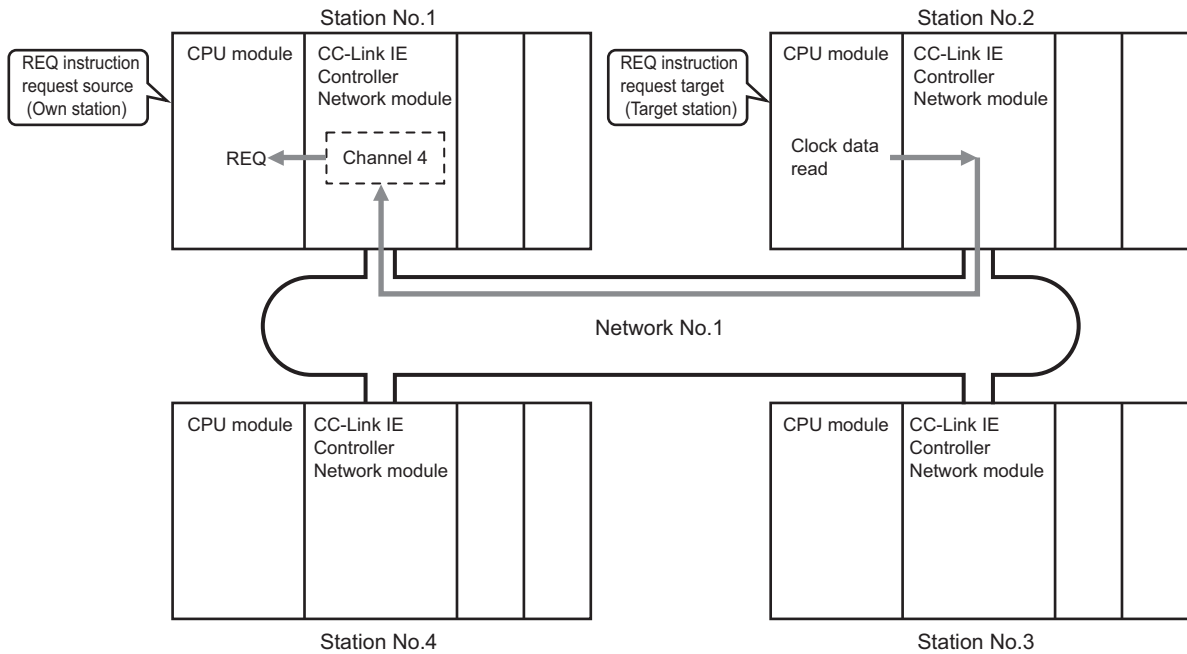 Station No.1
Station No.2
REQ instruction
request source
(Own station)
CPU module
CC-Link IE
Controller
Network module
REQ
Channel 4
REQ instruction
request target
(Target station)
CPU module
CC-Link IE
Controller
Network module
Clock data
read
Network No.1
CPU module
CC-Link IE
Controller
Network module
CPU module
CC-Link IE
Controller
Network module
Station No.4
Station No.3